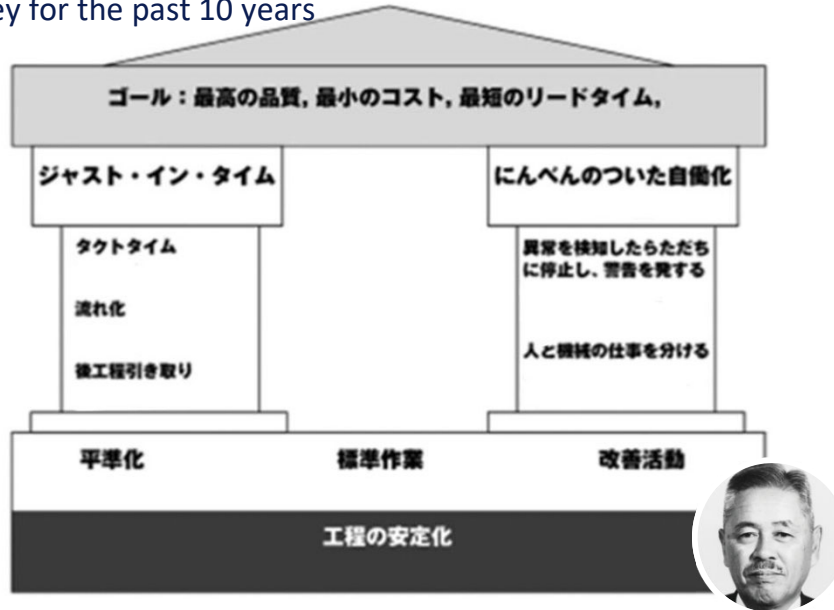 ey for the past 10 years
ゴール：最高の品質, 最小のコスト, 最短のリードタイム,
ジャスト・イン・タイム
にんべんのついた自働化
タクトタイム
流れ化
後工程引き取り
異常を検知したらただち
に停止し、警告を発する
人と機械の仕事を分ける
平準化
標準作業
改善活動
工程の安定化